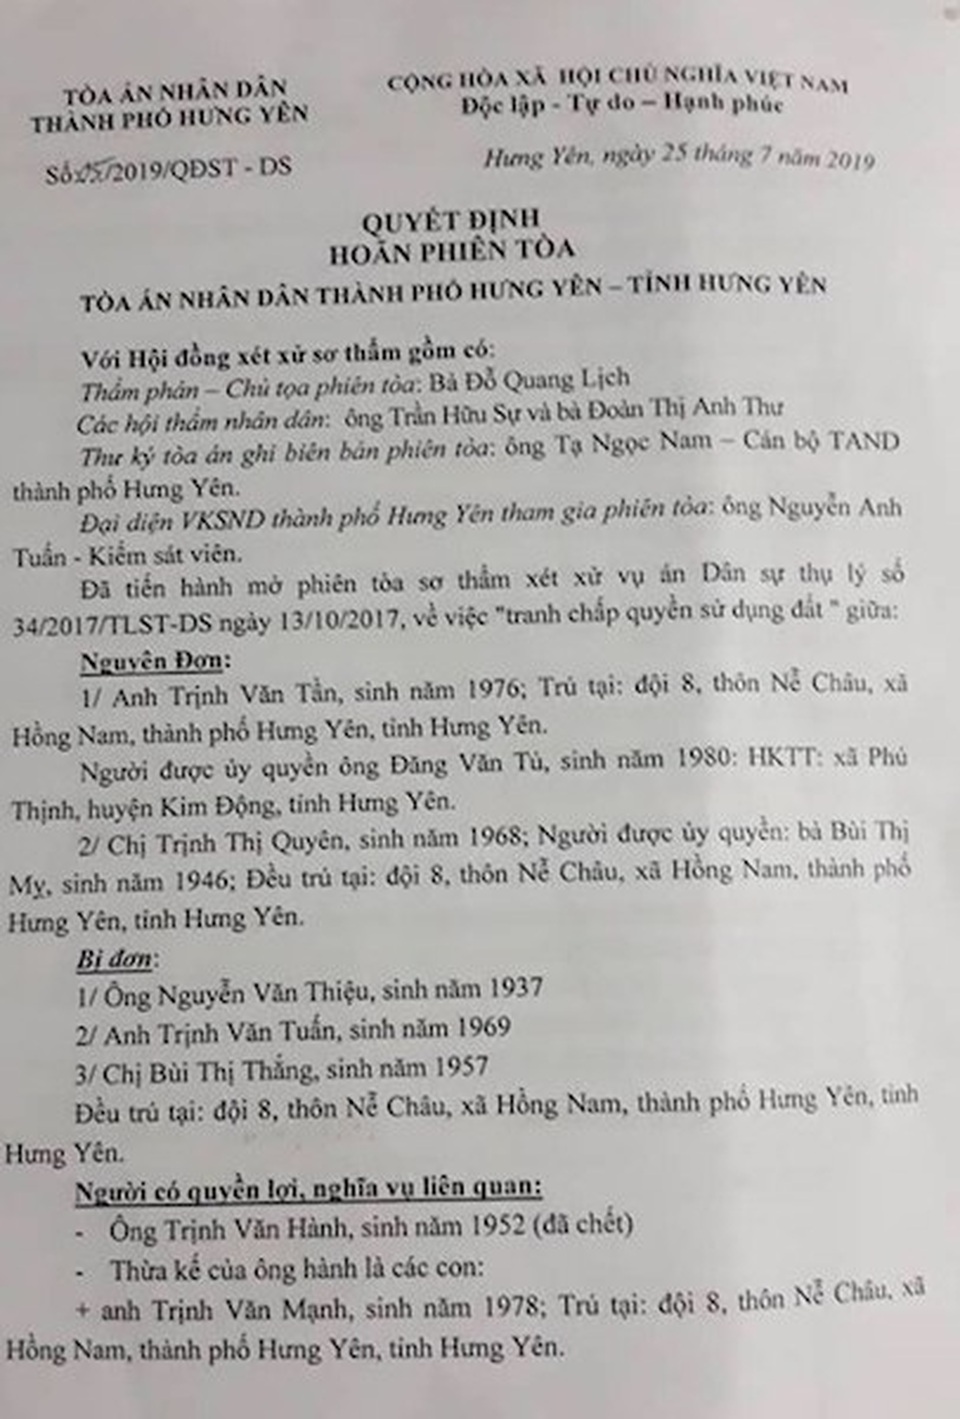 TÒA ÁN NHÂN DÂN
THÀNH PHỐ HƯNG YÊN
Số: /2019/QĐST - DS
CỘNG HÒA XÃ HỘI CHỦ NGHĨA VIỆT NAM
Độc lập - Tự do – Hạnh phúc
Hưng Yên, ngày 25 tháng 7 năm 2019
QUYẾT ĐỊNH
HOÃN PHIÊN TÒA
TÒA ÁN NHÂN DÂN THÀNH PHỐ HƯNG YÊN – TỈNH HƯNG YÊN
Với Hội đồng xét xử sơ thẩm gồm có:
Thẩm phán – Chủ tọa phiên tòa: Bà Đỗ Quang Lịch
Các hội thẩm nhân dân: ông Trần Hữu Sự và bà Đoàn Thị Anh Thư
Thư ký tòa án ghi biên bản phiên tòa: ông Tạ Ngọc Nam – Cán bộ TAND
thành phố Hưng Yên.
Đại diện VKSND thành phố Hưng Yên tham gia phiên tòa: ông Nguyễn Anh
Tuấn - Kiểm sát viên.
Đã tiến hành mở phiên tòa sơ thẩm xét xử vụ án Dân sự thụ lý số
34/2017/TLST-DS ngày 13/10/2017, về việc "tranh chấp quyền sử dụng đất " giữa:
Nguyên Đơn:
1/ Anh Trịnh Văn Tần, sinh năm 1976; Trú tại: đội 8, thôn Nễ Châu, xã
Hồng Nam, thành phố Hưng Yên, tỉnh Hưng Yên.
Người được ủy quyền ông Đăng Văn Tú, sinh năm 1980: HKTT: xã Phú
Thịnh, huyện Kim Động, tỉnh Hưng Yên.
2/ Chị Trịnh Thị Quyên, sinh năm 1968; Người được ủy quyền: bà Bùi Thị
Mỵ, sinh năm 1946; Đều trú tại: đội 8, thôn Nễ Châu, xã Hồng Nam, thành phố
Hưng Yên, tỉnh Hưng Yên.
Bị đơn:
1/ Ông Nguyễn Văn Thiệu, sinh năm 1937
2/ Anh Trịnh Văn Tuấn, sinh năm 1969
3/ Chị Bùi Thị Thắng, sinh năm 1957
Đều trú tại: đội 8, thôn Nễ Châu, xã Hồng Nam, thành phố Hưng Yên, tỉnh
Hưng Yên.
Người có quyền lợi, nghĩa vụ liên quan:
- Ông Trịnh Văn Hành, sinh năm 1952 (đã chết)
- Thừa kế của ông hành là các con:
+ anh Trịnh Văn Mạnh, sinh năm 1978; Trú tại: đội 8, thôn Nễ Châu, xã
Hồng Nam, thành phố Hưng Yên, tỉnh Hưng Yên.